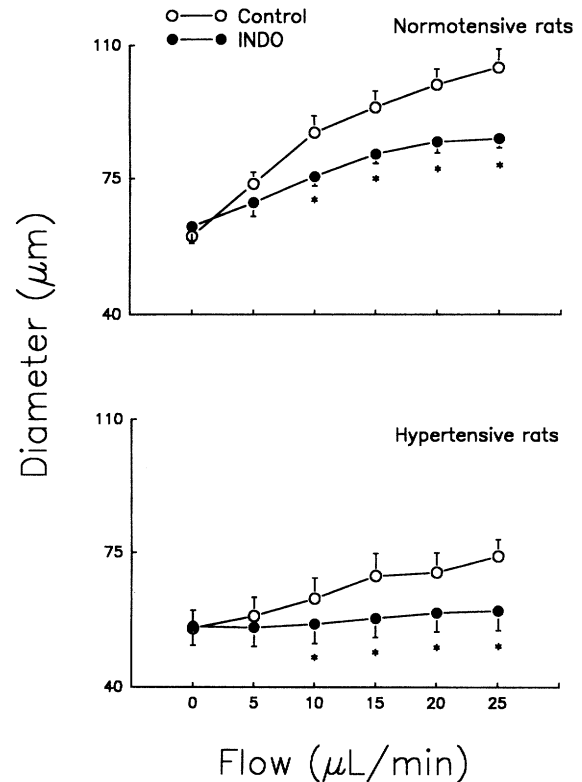 Control
INDO
Normotensive rats
110
75
40
Diameter (μm)
Hypertensive rats
110
75
40
*
*
*
*
*
*
*
*
0 5 10 15 20 25
Flow (μL/min)